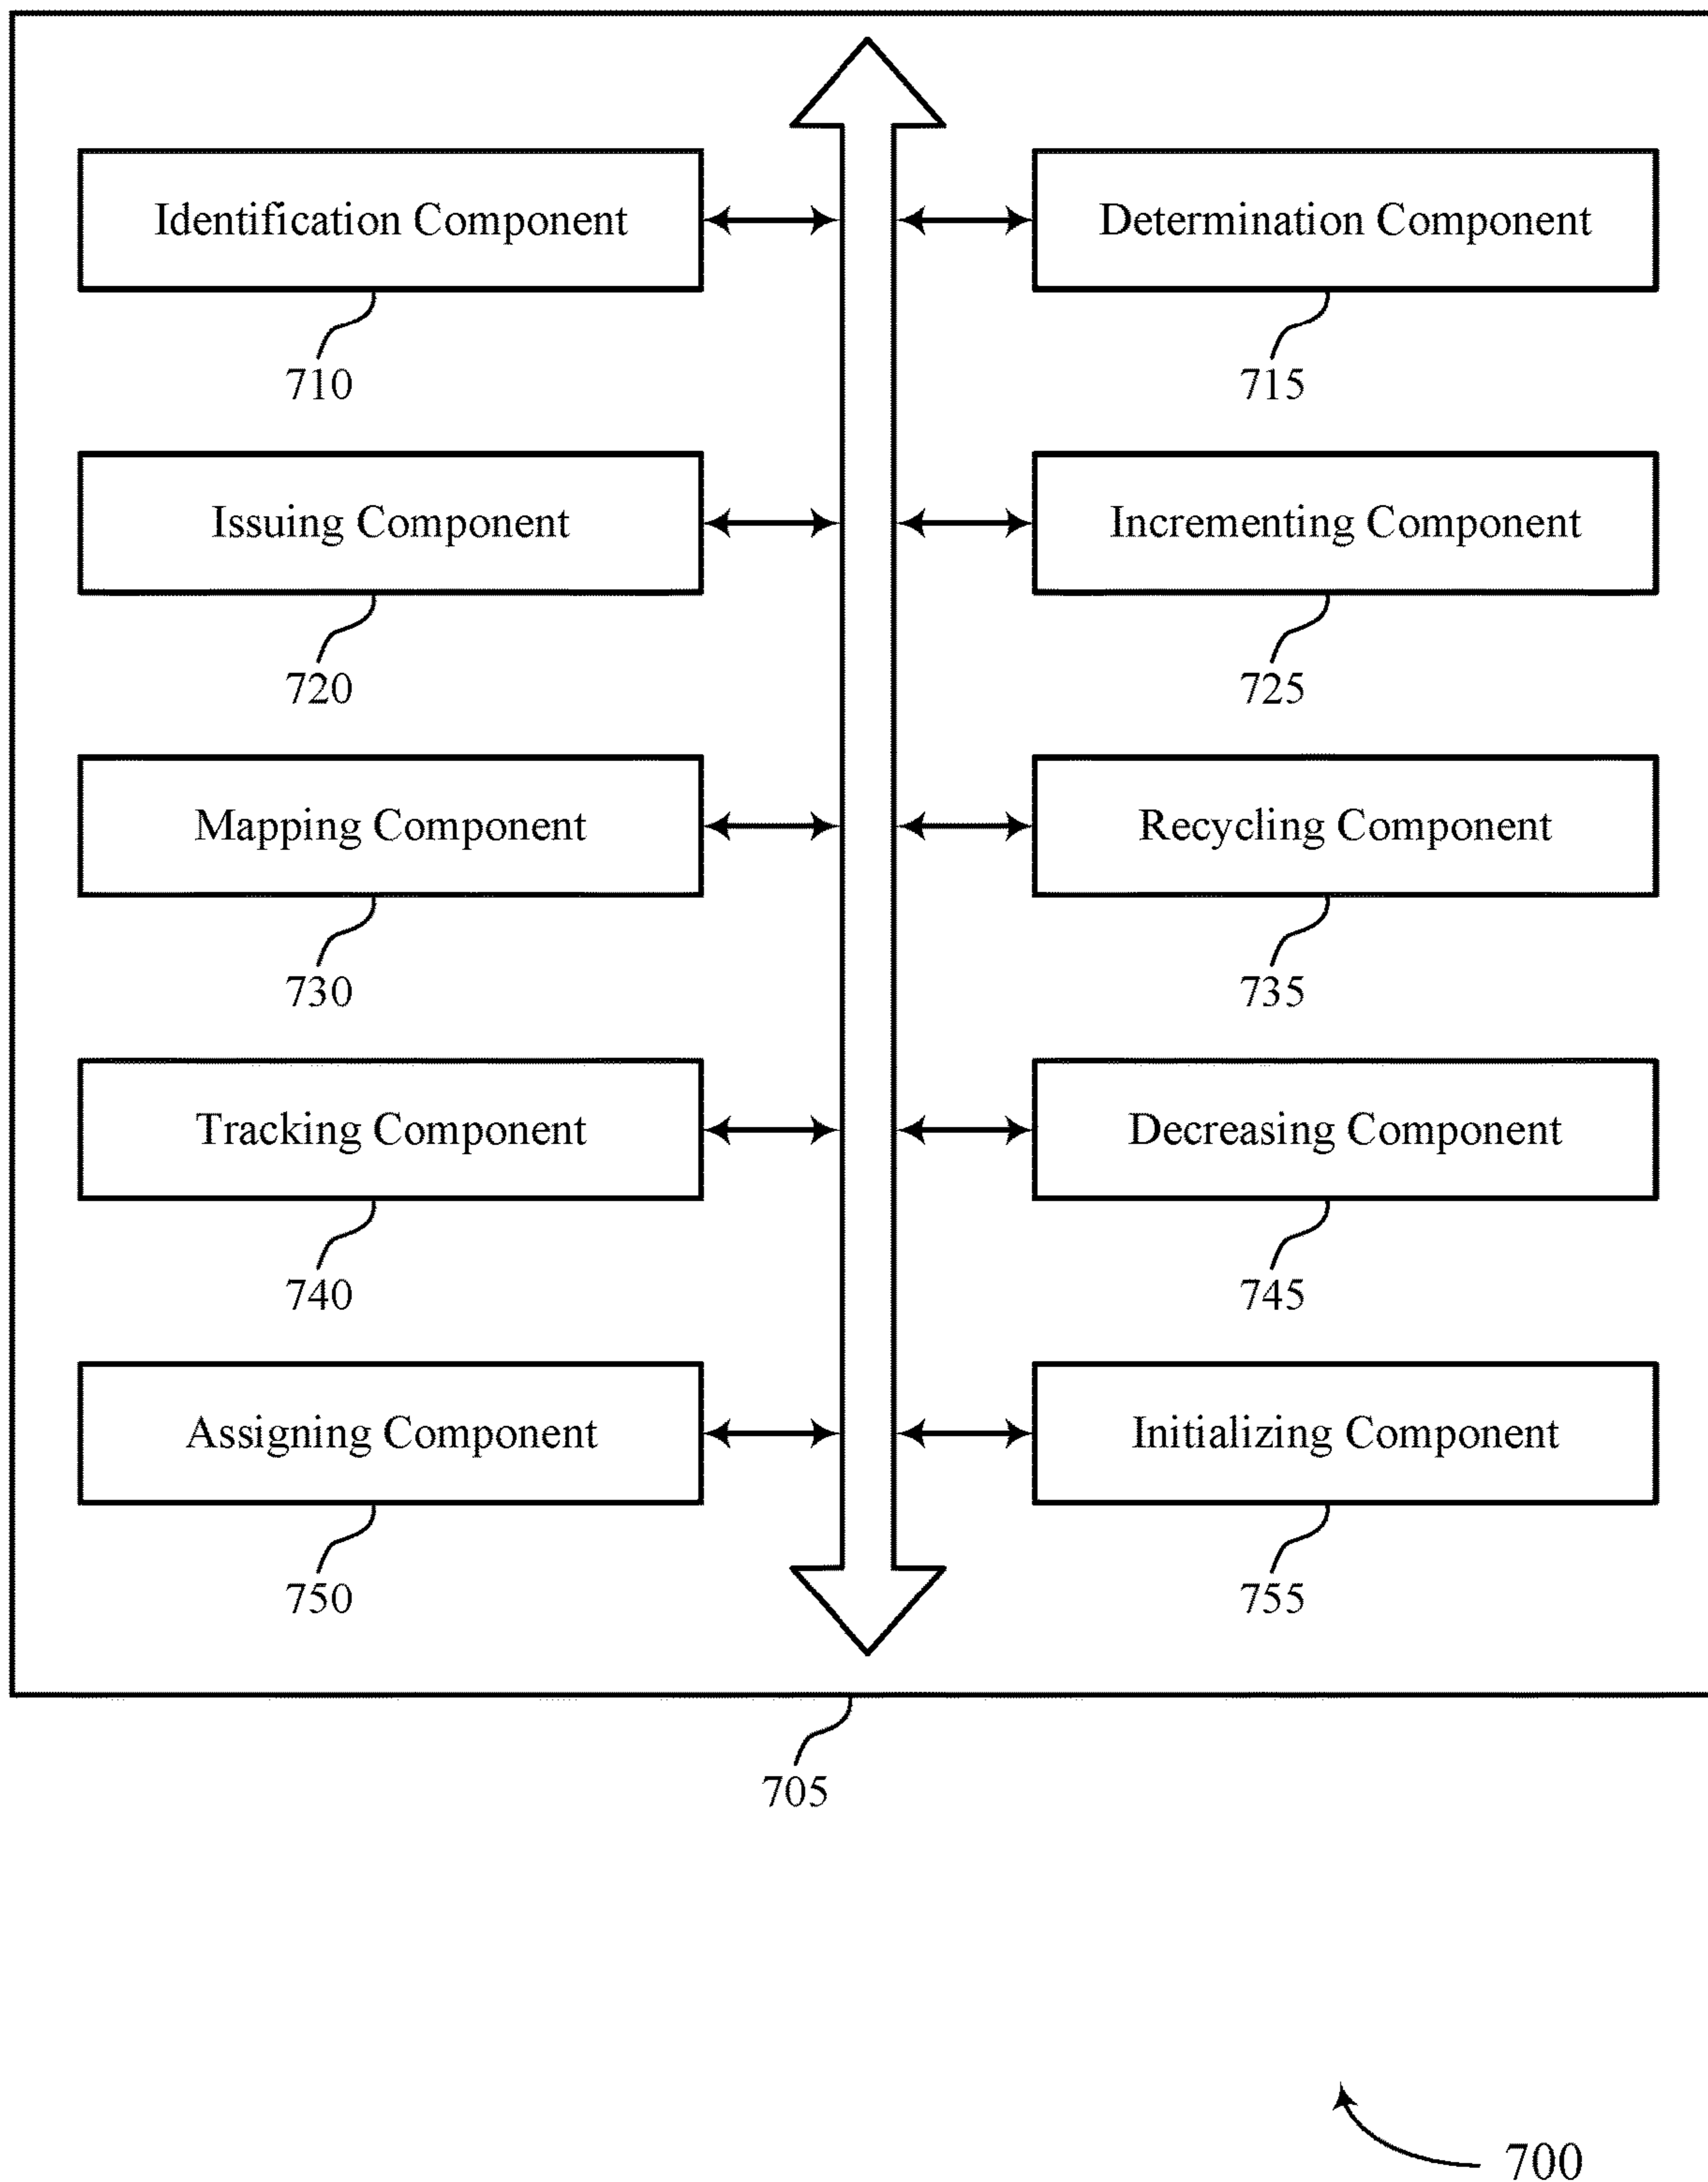 Identification Component
Determination Component
710
715
Issuing Component
Incrementing Component
720
725
Mapping Component
Recycling Component
730
735
Tracking Component
Decreasing Component
740
745
Assigning Component
Initializing Component
750
755
705
700